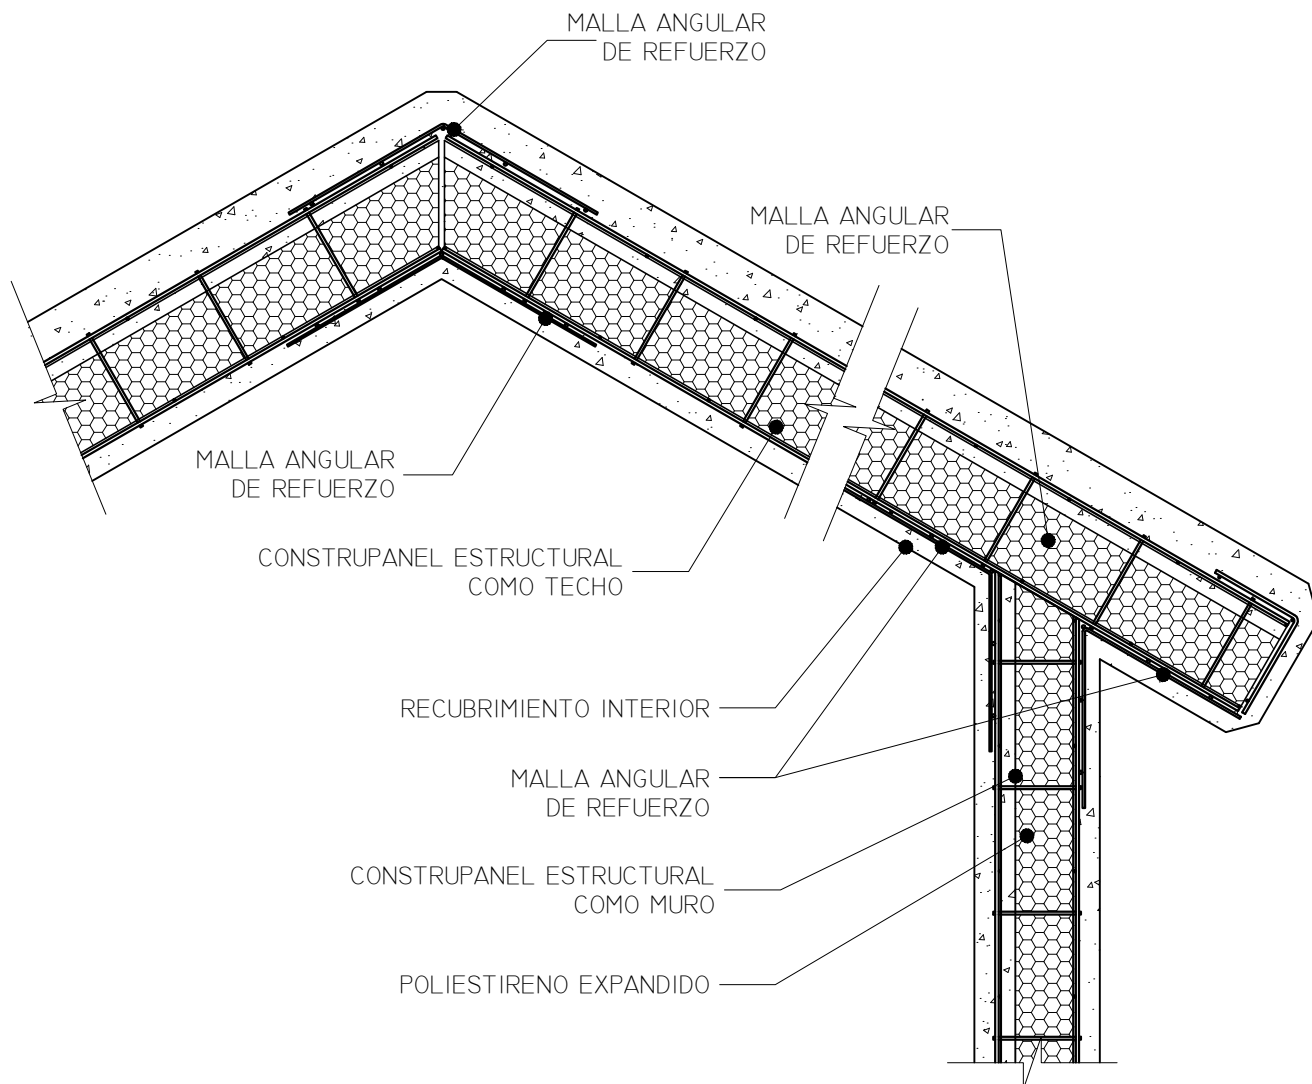 MALLA ANGULAR
DE REFUERZO
MALLA ANGULAR
DE REFUERZO
MALLA ANGULAR
DE REFUERZO
CONSTRUPANEL ESTRUCTURAL
COMO TECHO
RECUBRIMIENTO INTERIOR
MALLA ANGULAR
DE REFUERZO
CONSTRUPANEL ESTRUCTURAL
COMO MURO
POLIESTIRENO EXPANDIDO